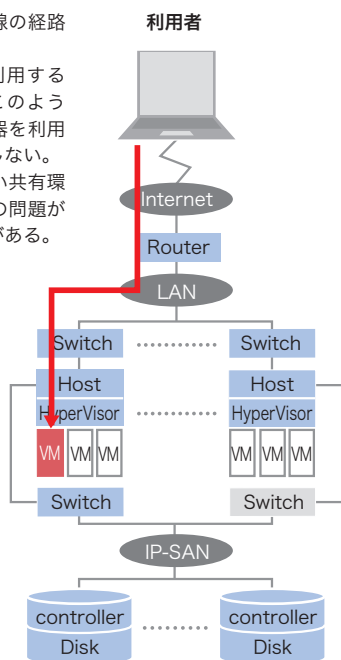 線の経路
利用する
このよう
器を利用
しない。
い共有環
の問題が
がある。
利用者
Internet
Router
LAN
Switch
Switch
Host
Host
HyperVisor
HyperVisor
VM VM VM
VM VM VM
Switch
Switch
IP-SAN
controller
controller
Disk
Disk